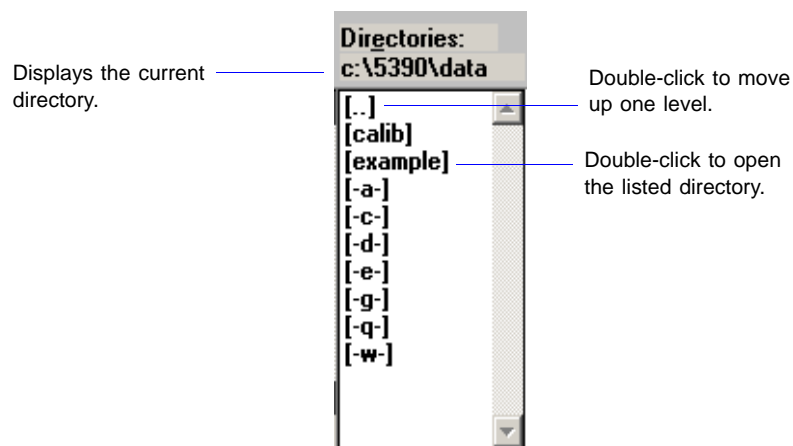 Directories:
c:\5390\data
Displays the current
directory.
[..]
[calib]
[example]
[-a-]
[-c-]
[-d-]
[-e-]
[-g-]
[-q-]
[-w-]
Double-click to move
up one level.
Double-click to open
the listed directory.